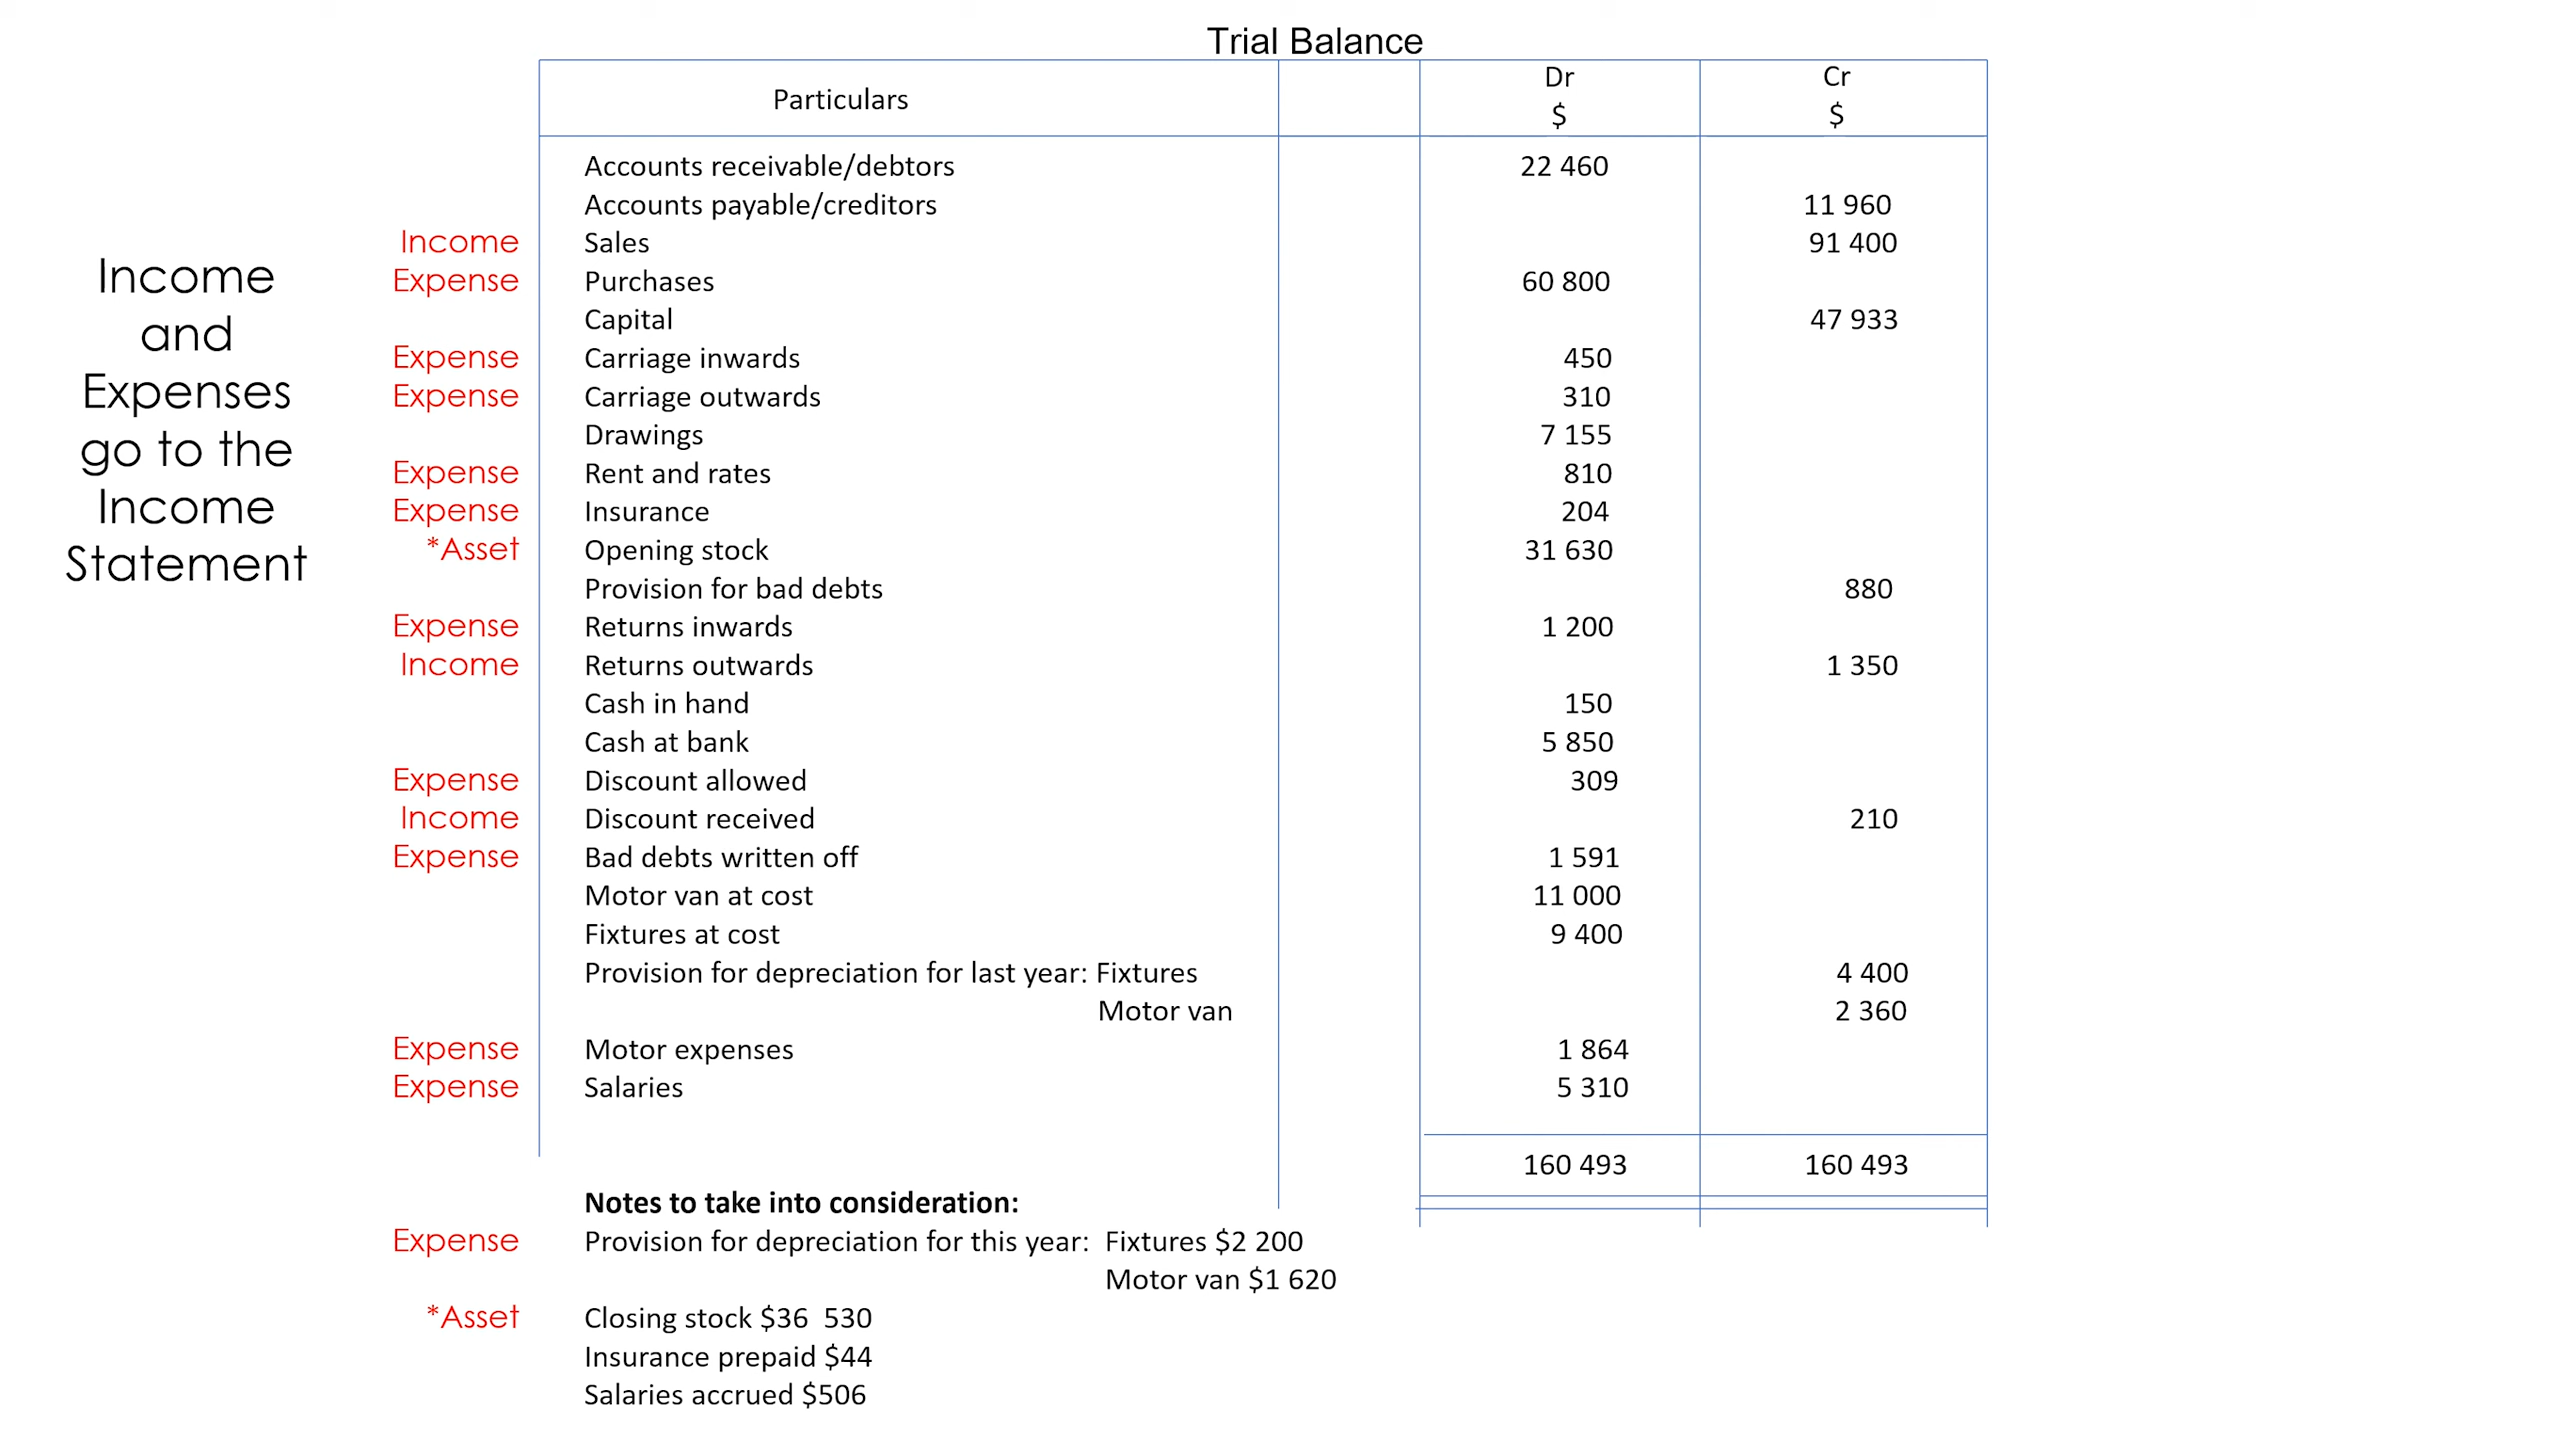 Trial Balance
Particulars Dr Cr
$ $
Accounts receivable/debtors 22 460
Accounts payable/creditors 11 960
Income Sales 91 400
Expense Purchases 60 800
Capital 47 933
Expense Carriage inwards 450
Expense Carriage outwards 310
Drawings 7 155
Expense Rent and rates 810
Expense Insurance 204
*Asset Opening stock 31 630
Provision for bad debts 880
Expense Returns inwards 1 200
Income Returns outwards 1 350
Cash in hand 150
Cash at bank 5 850
Expense Discount allowed 309
Income Discount received 210
Expense Bad debts written off 1 591
Motor van at cost 11 000
Fixtures at cost 9 400
Provision for depreciation for last year: Fixtures 4 400
Motor van 2 360
Expense Motor expenses 1 864
Expense Salaries 5 310
160 493 160 493
Notes to take into consideration:
Expense Provision for depreciation for this year: Fixtures $2 200
Motor van $1 620
*Asset Closing stock $36 530
Insurance prepaid $44
Salaries accrued $506
Income
and
Expenses
go to the
Income
Statement